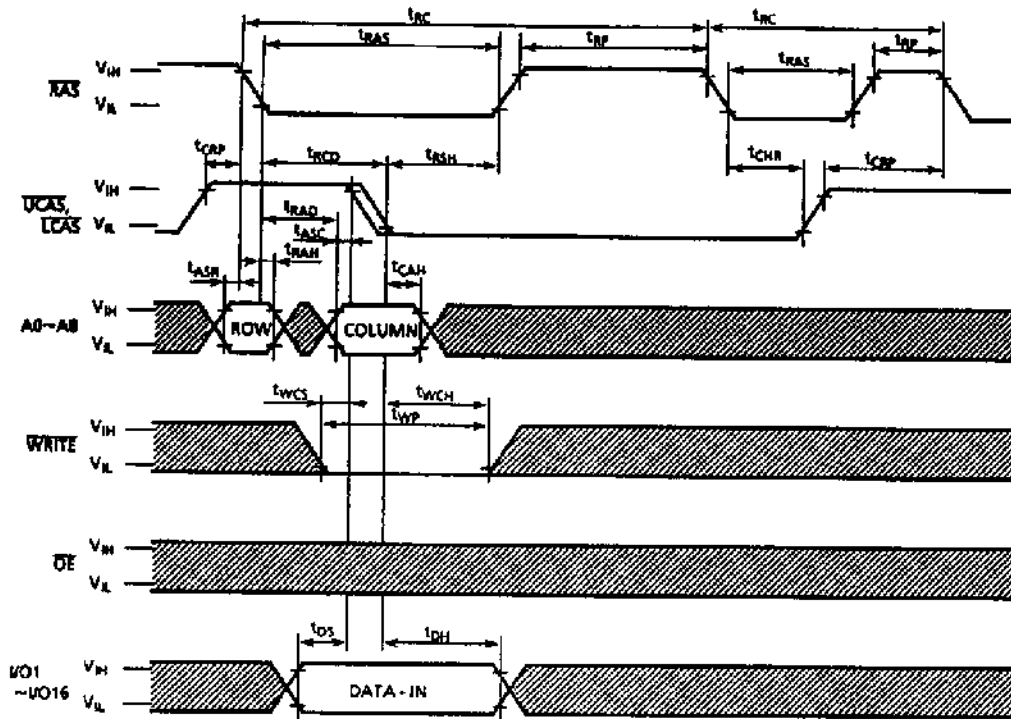 tRC tRC
tRAS tRP tRAS tRP
RAS VIH
VIL
tCRP tRCD tRSH tCHR tCRP
UCAS, LCAS VIH
VIL
tRAD
tASC
tRAH
tASR tCAH
A0~A8 VIH
VIL
ROW COLUMN
tWCS tWCH
tWP
WRITE VIH
VIL
OE VIH
VIL
tDS tDH
I/O1 ~I/O16 VIH
VIL
DATA-IN